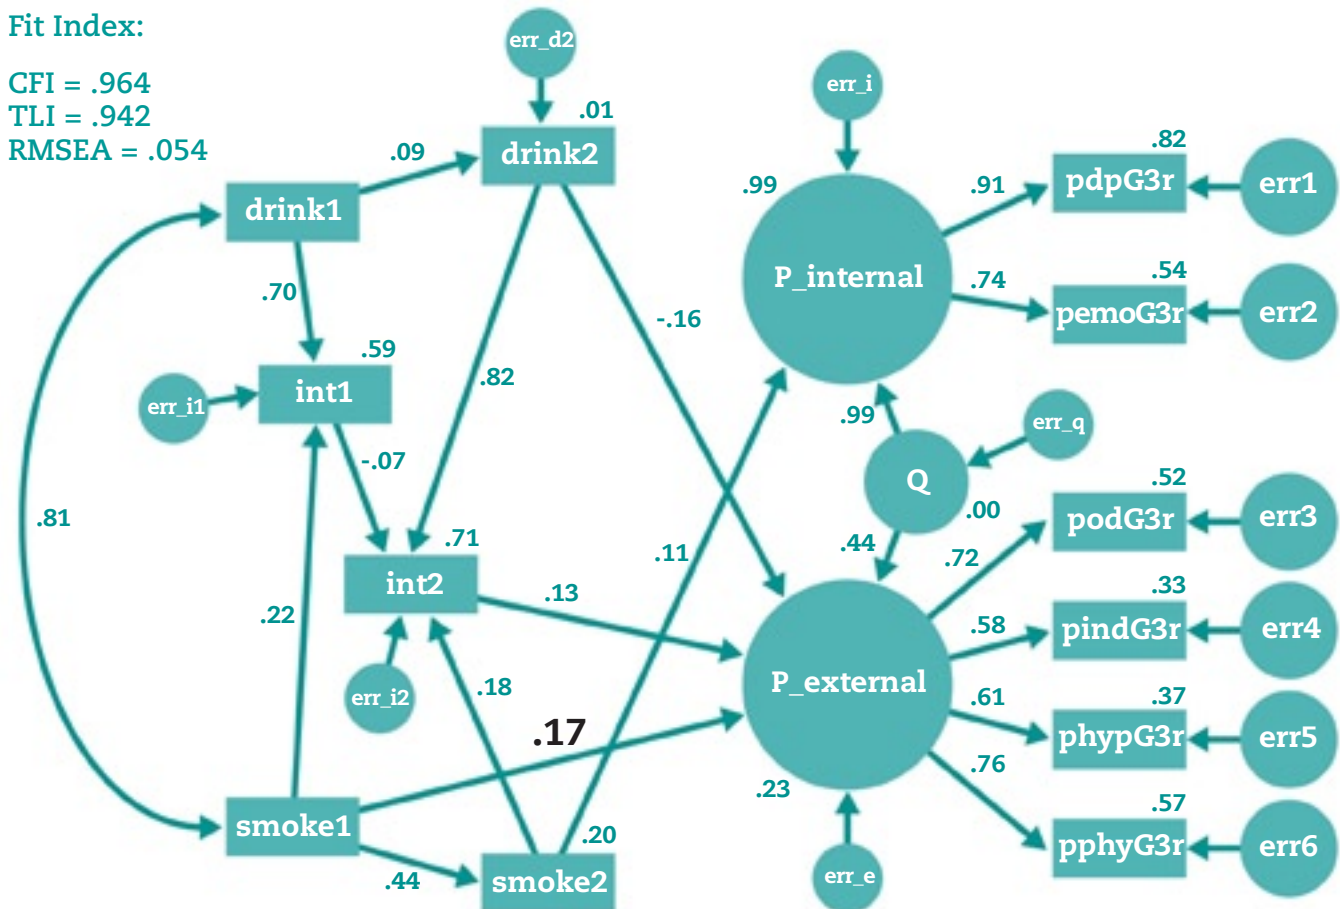 Fit Index:
CFI = .964
TLI = .942
RMSEA = .054
err_d2
.01
drink2
.09
drink1
.70
.59
int1
err_i1
-.07
.82
-.16
.81
.71
int2
.22
.13
err_i2
.18
.11
.17
smoke1
.44
.20
smoke2
err_i
.99
P_internal
.91
.82
pdpG3r
err1
.74
.54
pemoG3r
err2
.99
err_q
Q
.00
.44
P_external
.23
err_e
.72
.52
podG3r
err3
.58
.33
pindG3r
err4
.61
.37
phypG3r
err5
.76
.57
pphyG3r
err6